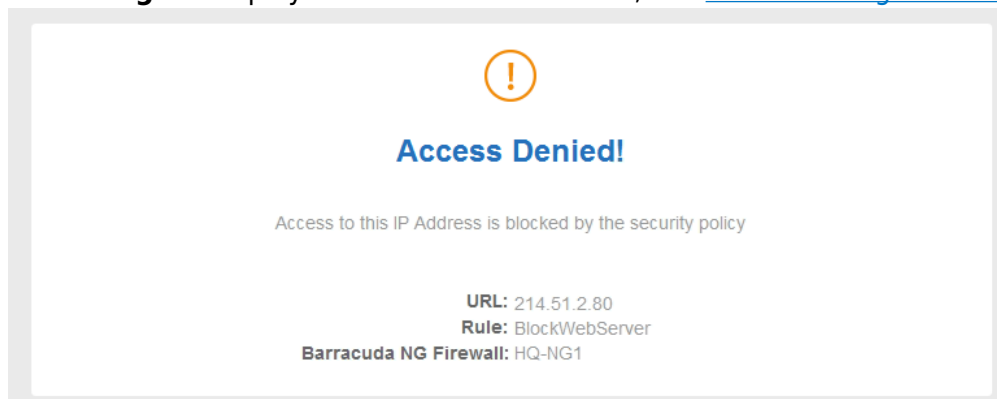 !
Access Denied!
Access to this IP Address is blocked by the security policy
URL: 214.51.2.80
Rule: BlockWebServer
Barracuda NG Firewall: HQ-NG1